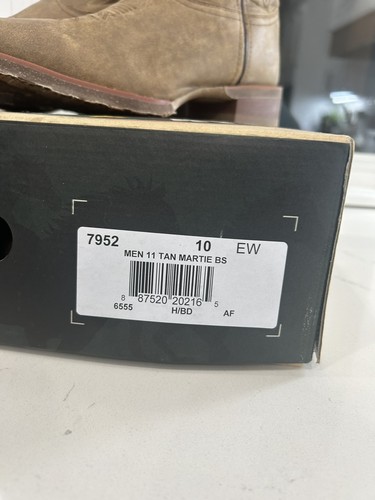 7952 10 EW
MEN 11 TAN MARTIE BS
8 87520 20216 5
6555 H/BD AF